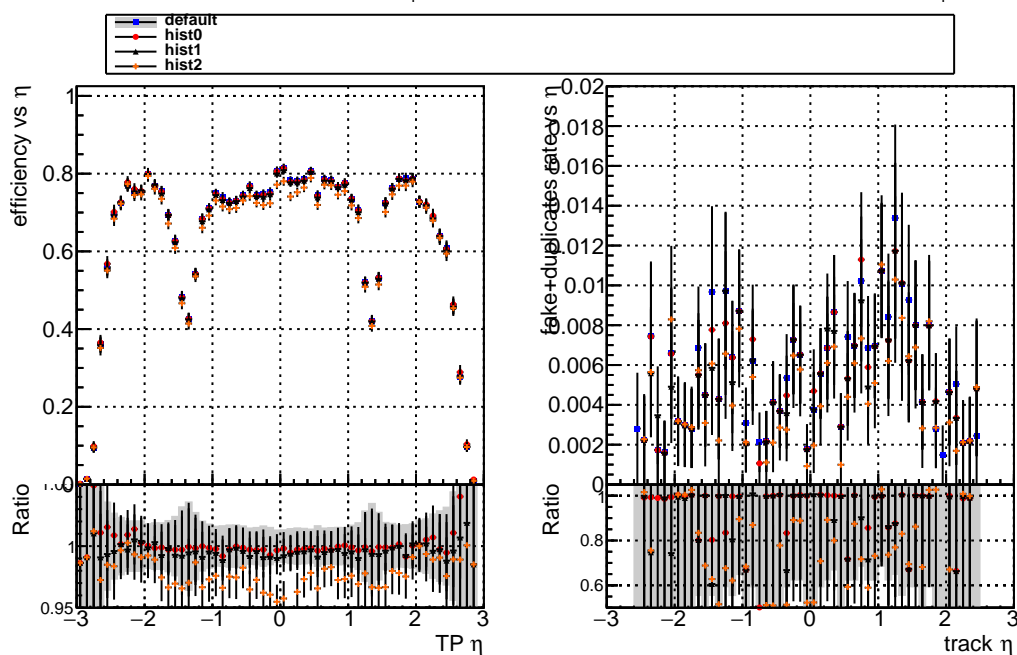 default
hist0
hist1
hist2
efficiency vs η
1
0.8
0.6
0.4
0.2
0
Ratio
1
0.95
−3 −2 −1 0 1 2 3
TP η
fake+duplicates rate vs η
0.02
0.018
0.016
0.014
0.012
0.01
0.008
0.006
0.004
0.002
0
Ratio
1
0.8
0.6
−3 −2 −1 0 1 2 3
track η